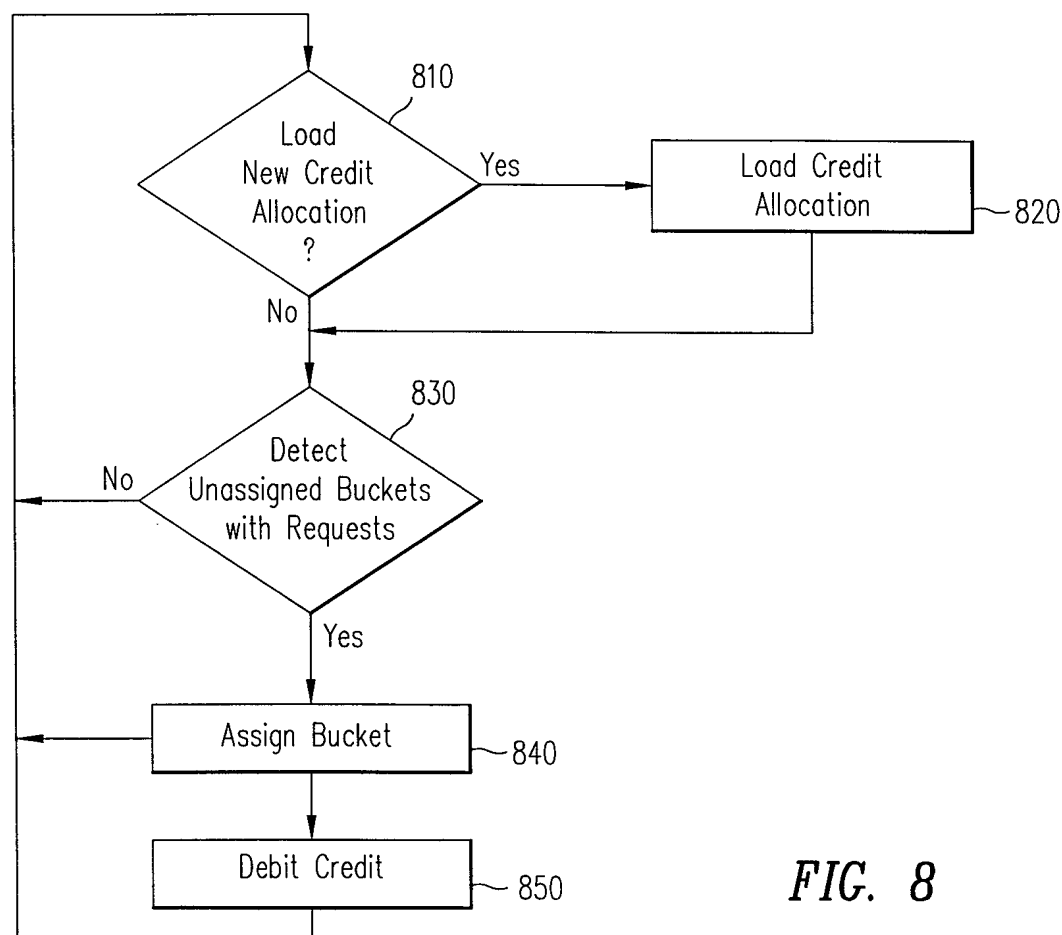 810
Load
New Credit
Allocation
?
Yes
Load Credit
Allocation
820
No
830
Detect
Unassigned Buckets
with Requests
No
Yes
Assign Bucket
840
Debit Credit
850
FIG. 8